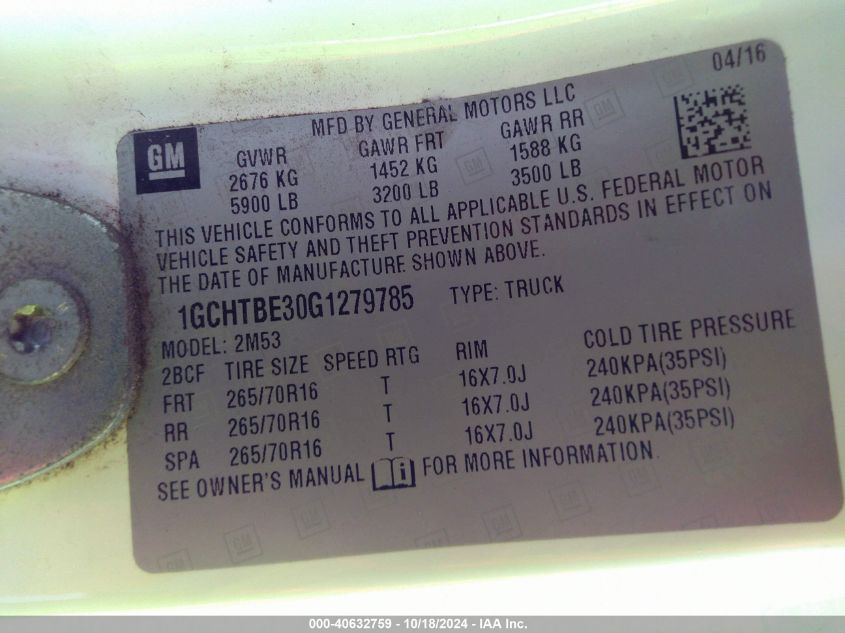 04/16
MFD BY GENERAL MOTORS LLC
GM
GVWR GAWR FRT GAWR RR
2676 KG 1452 KG 1588 KG
5900 LB 3200 LB 3500 LB
THIS VEHICLE CONFORMS TO ALL APPLICABLE U.S. FEDERAL MOTOR
VEHICLE SAFETY AND THEFT PREVENTION STANDARDS IN EFFECT ON
THE DATE OF MANUFACTURE SHOWN ABOVE.
1GCHTBE30G1279785 TYPE: TRUCK
MODEL: 2M53
2BCF TIRE SIZE SPEED RTG RIM COLD TIRE PRESSURE
FRT 265/70R16 T 16X7.0J 240KPA(35PSI)
RR 265/70R16 T 16X7.0J 240KPA(35PSI)
SPA 265/70R16 T 16X7.0J 240KPA(35PSI)
SEE OWNER'S MANUAL FOR MORE INFORMATION.
000-40632759 - 10/18/2024 - IAA Inc.